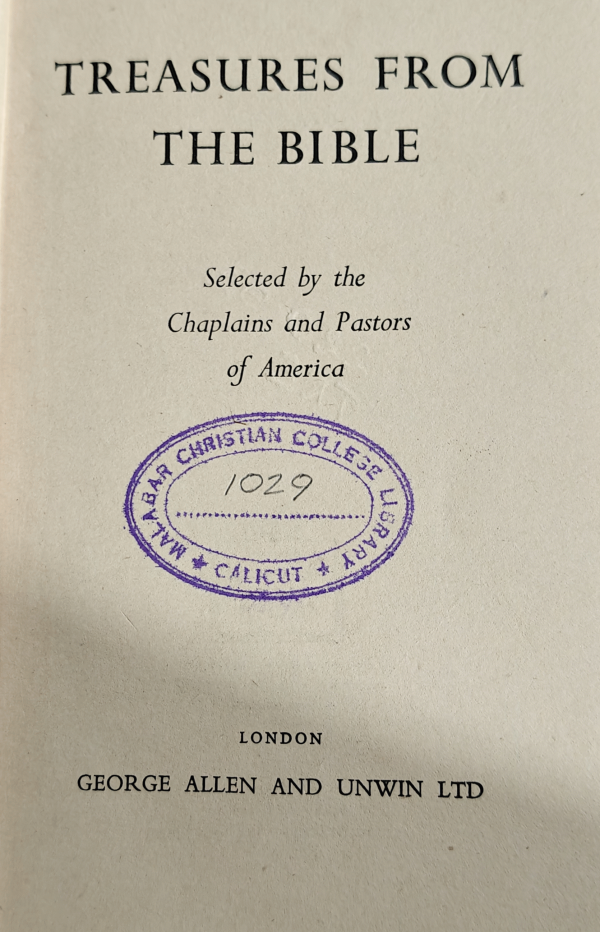 TREASURES FROM
THE BIBLE
Selected by the
Chaplains and Pastors
of America
MALABAR CHRISTIAN COLLEGE LIBRARY
1029
★ CALICUT ★
LONDON
GEORGE ALLEN AND UNWIN LTD